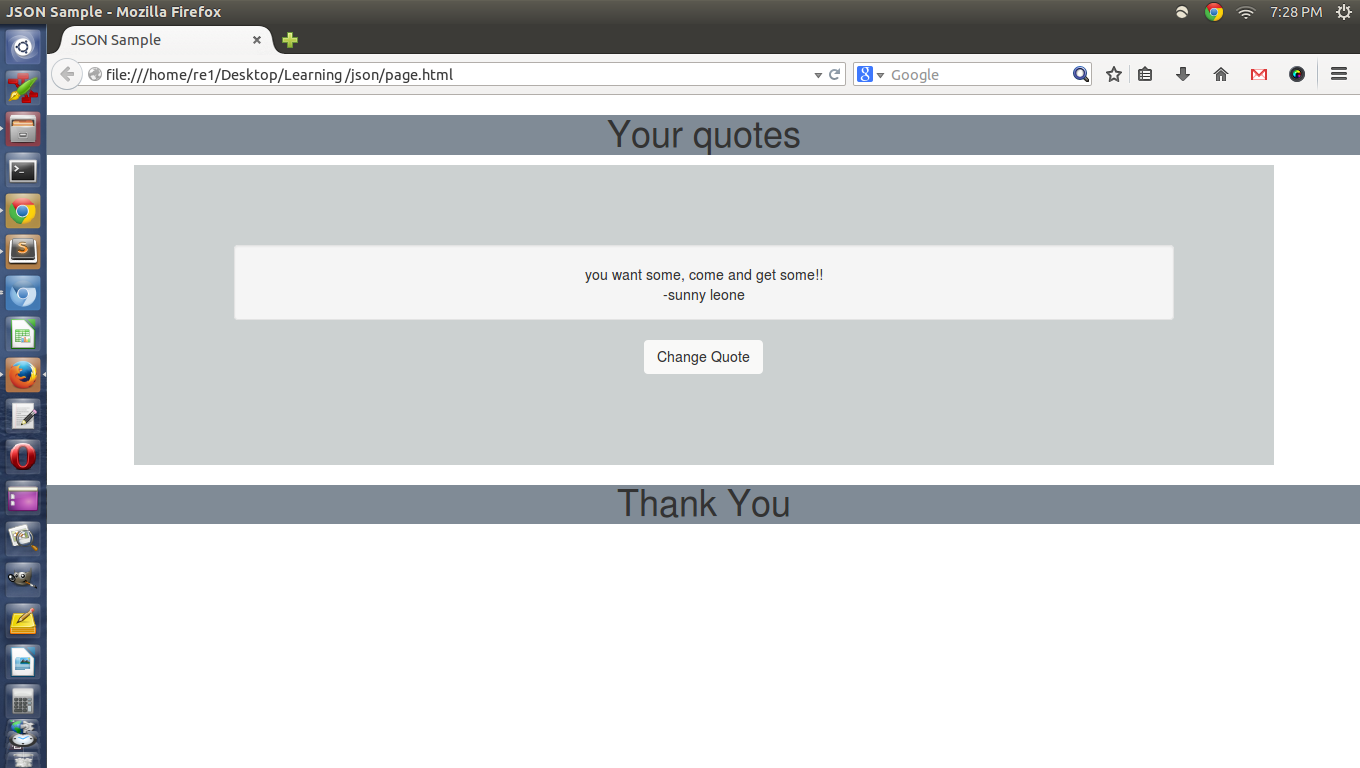 JSON Sample - Mozilla Firefox
7:28 PM
JSON Sample
file:///home/re1/Desktop/Learning /json/page.html
Google
Your quotes
you want some, come and get some!!
-sunny leone
Change Quote
Thank You